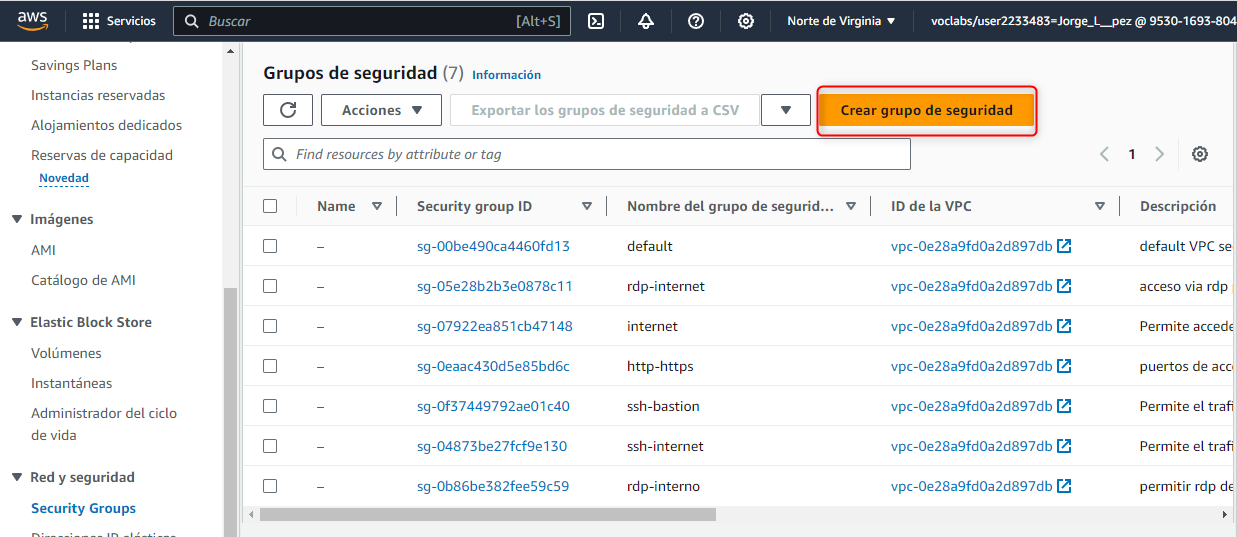 aws Servicios Buscar [Alt+S] Norte de Virginia voclabs/user2233483=Jorge_L__pez @ 9530-1693-804
Savings Plans
Instancias reservadas
Alojamientos dedicados
Reservas de capacidad
Novedad
Imágenes
AMI
Catálogo de AMI
Elastic Block Store
Volúmenes
Instantáneas
Administrador del ciclo
de vida
Red y seguridad
Security Groups
Direcciones IP elásticas
Grupos de seguridad (7) Información
Acciones Exportar los grupos de seguridad a CSV Crear grupo de seguridad
Find resources by attribute or tag 1
Name Security group ID Nombre del grupo de segurid... ID de la VPC Descripción
– sg-00be490ca4460fd13 default vpc-0e28a9fd0a2d897db default VPC se
– sg-05e28b2b3e0878c11 rdp-internet vpc-0e28a9fd0a2d897db acceso via rdp
– sg-07922ea851cb47148 internet vpc-0e28a9fd0a2d897db Permite accede
– sg-0eaac430d5e85bd6c http-https vpc-0e28a9fd0a2d897db puertos de acc
– sg-0f37449792ae01c40 ssh-bastion vpc-0e28a9fd0a2d897db Permite el trafi
– sg-04873be27fcf9e130 ssh-internet vpc-0e28a9fd0a2d897db Permite el trafi
– sg-0b86be382fee59c59 rdp-interno vpc-0e28a9fd0a2d897db permitir rdp de